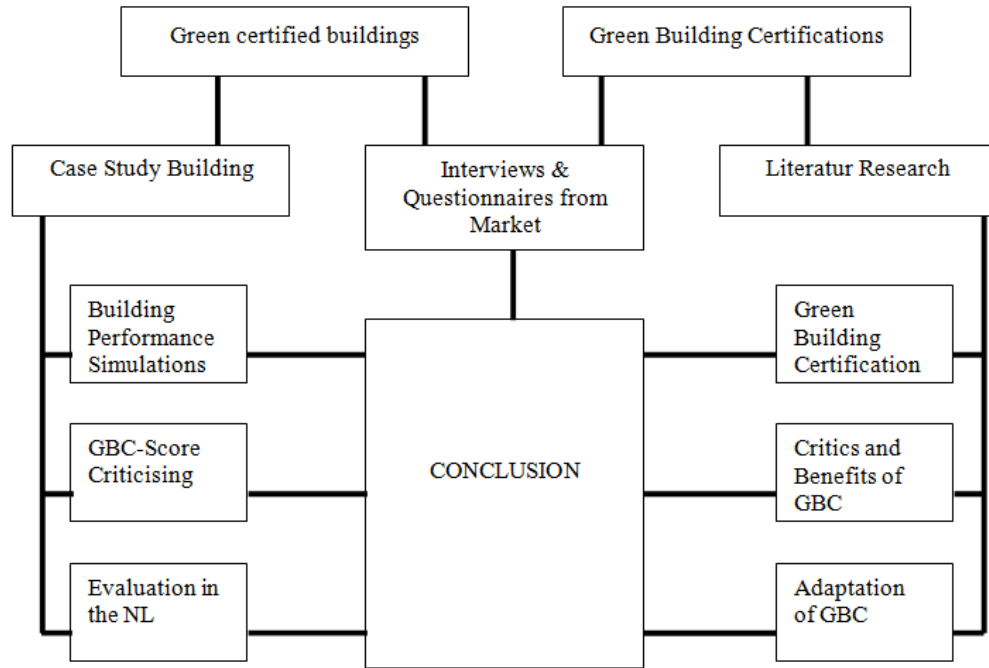 Green certified buildings
Green Building Certifications
Case Study Building
Interviews &
Questionnaires from
Market
Literatur Research
Building
Performance
Simulations
Green
Building
Certification
GBC-Score
Criticising
CONCLUSION
Critics and
Benefits of
GBC
Evaluation in
the NL
Adaptation
of GBC